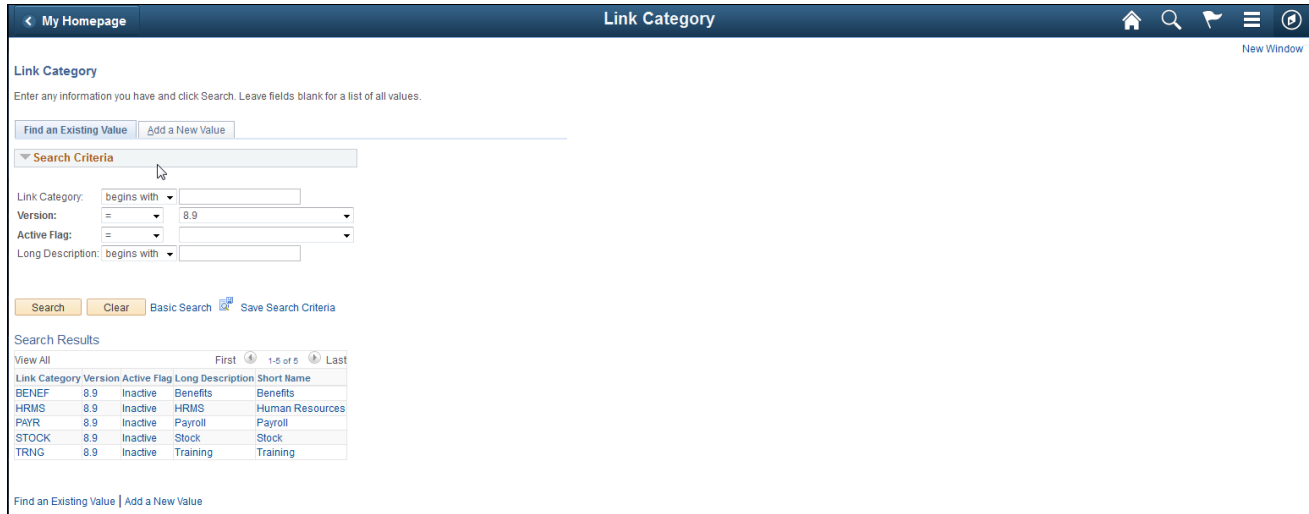 My Homepage Link Category
New Window
Link Category
Enter any information you have and click Search. Leave fields blank for a list of all values.
Find an Existing Value Add a New Value
Search Criteria
Link Category: begins with
Version: = 8.9
Active Flag: =
Long Description: begins with
Search Clear Basic Search Save Search Criteria
Search Results
View All First 1-5 of 5 Last
Link Category Version Active Flag Long Description Short Name
BENEF 8.9 Inactive Benefits Benefits
HRMS 8.9 Inactive HRMS Human Resources
PAYR 8.9 Inactive Payroll Payroll
STOCK 8.9 Inactive Stock Stock
TRNG 8.9 Inactive Training Training
Find an Existing Value | Add a New Value